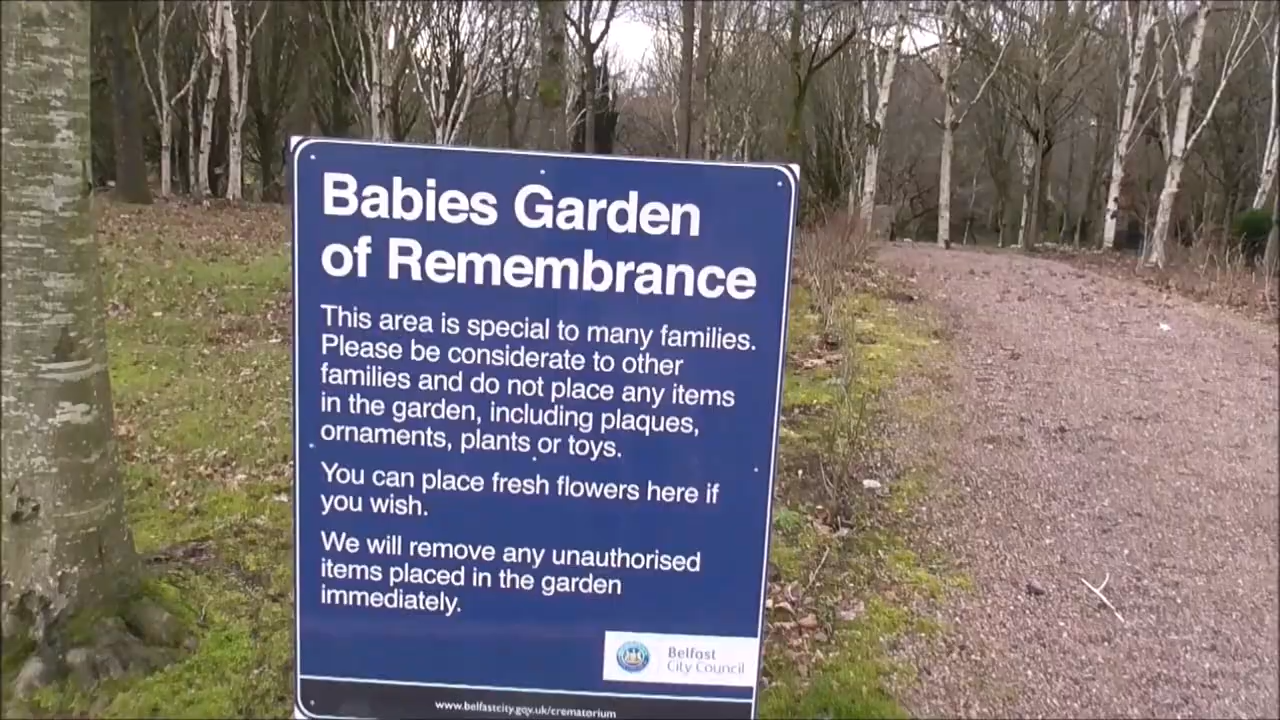 Babies Garden
of Remembrance
This area is special to many families.
Please be considerate to other
families and do not place any items
in the garden, including plaques,
ornaments, plants or toys.
You can place fresh flowers here if
you wish.
We will remove any unauthorised
items placed in the garden
immediately.
Belfast
City Council
www.belfastcity.gov.uk/crematorium